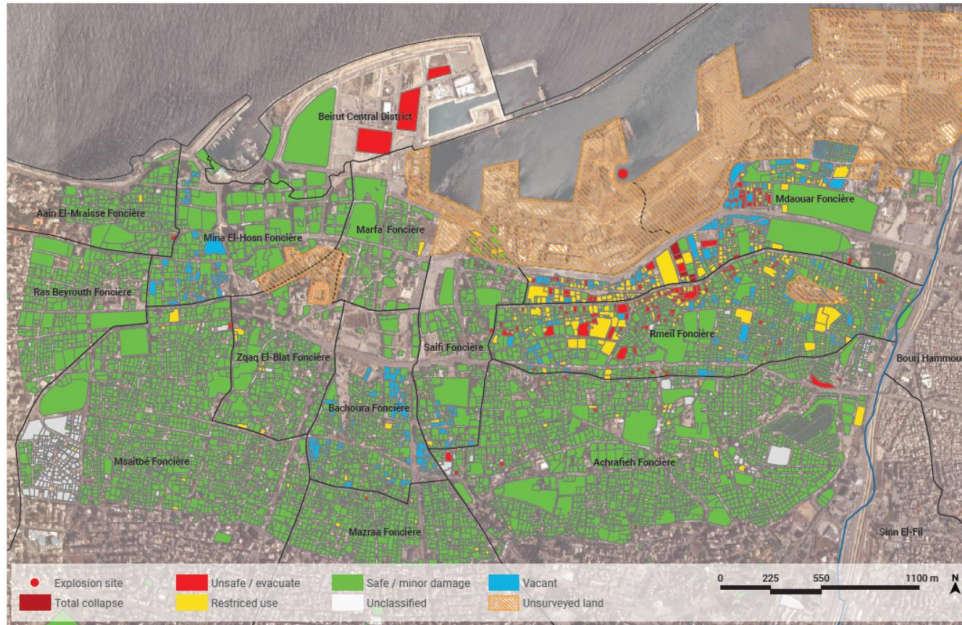 Beirut Central District
Mdaouar Foncière
Aain El-Mraisse Foncière
Mina El-Hosn Foncière
Marfa' Foncière
Ras Beyrouth Foncière
Rmeil Foncière
Saifi Foncière
Zqaq El-Blat Foncière
Bourj Hammou
Bachoura Foncière
Msaitbé Foncière
Achrafieh Foncière
Mazraa Foncière
Sinn El-Fil
Explosion site
Unsafe / evacuate
Safe / minor damage
Vacant
Total collapse
Restriced use
Unclassified
Unsurveyed land
0 225 550 1100 m
N